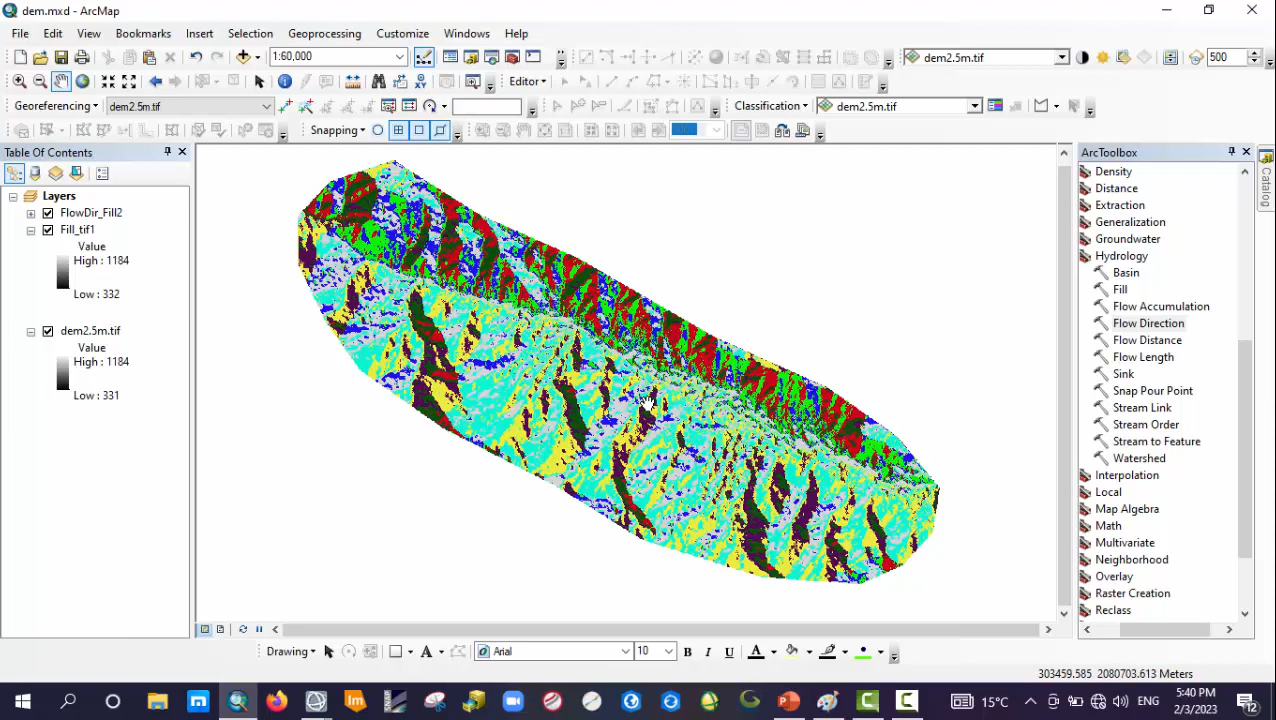 dem.mxd - ArcMap
File Edit View Bookmarks Insert Selection Geoprocessing Customize Windows Help
1:60,000 dem2.5m.tif 500
Editor
Georeferencing dem2.5m.tif Classification dem2.5m.tif
Snapping
Table Of Contents
Layers
FlowDir_Fill2
Fill_tif1
Value
High : 1184
Low : 332
dem2.5m.tif
Value
High : 1184
Low : 331
ArcToolbox
Catalog
Density
Distance
Extraction
Generalization
Groundwater
Hydrology
Basin
Fill
Flow Accumulation
Flow Direction
Flow Distance
Flow Length
Sink
Snap Pour Point
Stream Link
Stream Order
Stream to Feature
Watershed
Interpolation
Local
Map Algebra
Math
Multivariate
Neighborhood
Overlay
Raster Creation
Reclass
Drawing A Arial 10 B I U A
303459.585 2080703.613 Meters
15°C ENG 5:40 PM
2/3/2023 12